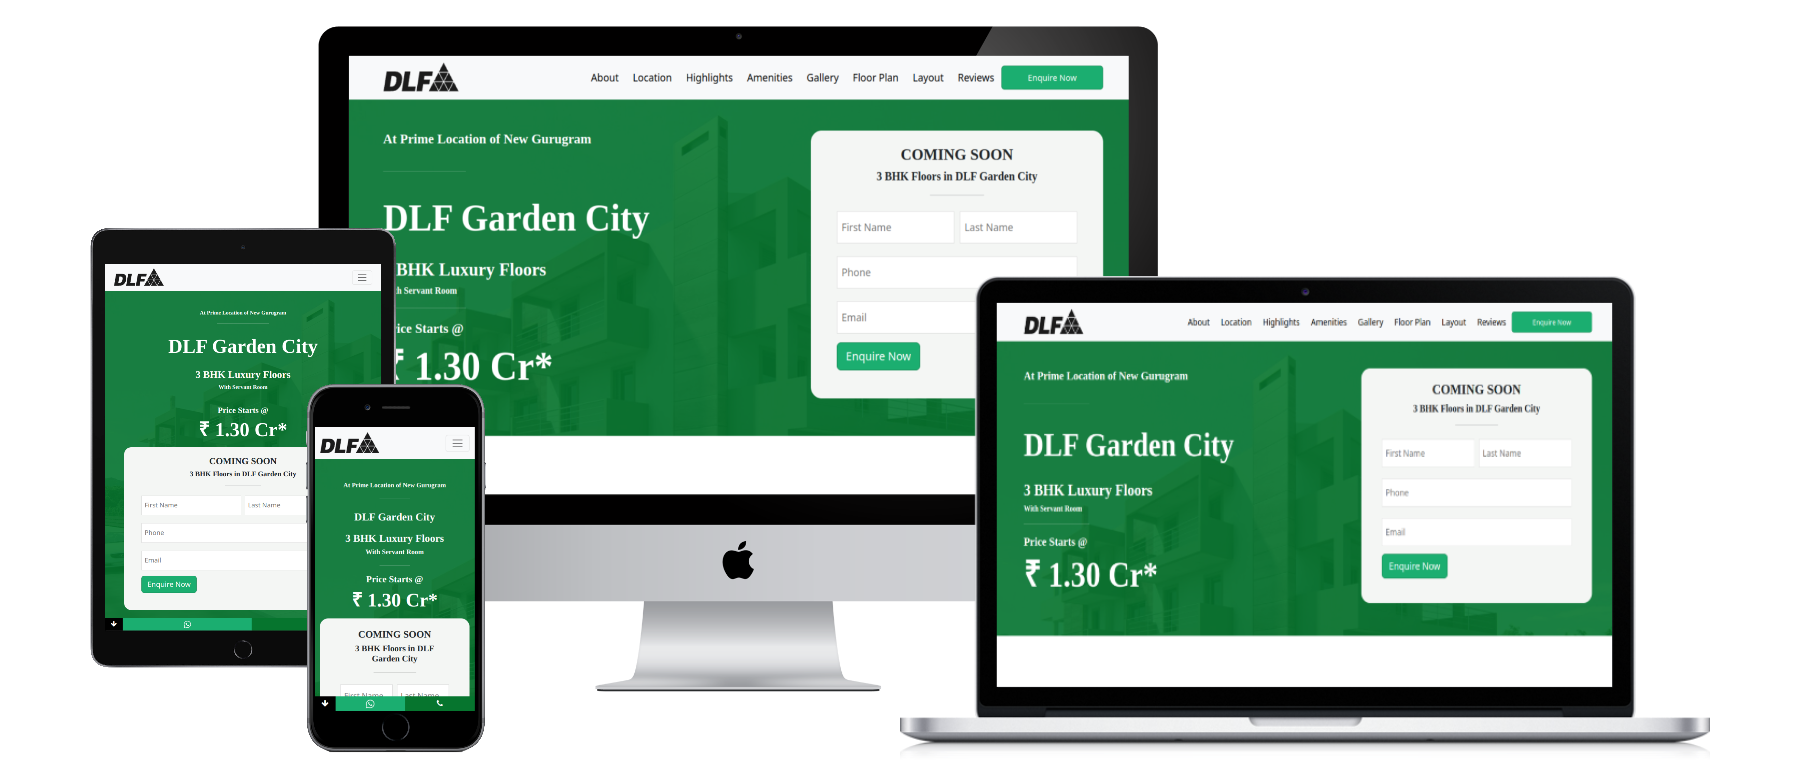 DLF
About Location Highlights Amenities Gallery Floor Plan Layout Reviews Enquire Now
At Prime Location of New Gurugram
DLF Garden City
BHK Luxury Floors
th Servant Room
ice Starts @
₹ 1.30 Cr*
COMING SOON
3 BHK Floors in DLF Garden City
First Name Last Name
Phone
Email
Enquire Now
DLF
At Prime Location of New Gurugram
DLF Garden City
3 BHK Luxury Floors
With Servant Room
Price Starts @
₹ 1.30 Cr*
COMING SOON
3 BHK Floors in DLF Garden City
First Name Last Name
Phone
Email
Enquire Now
DLF
At Prime Location of New Gurugram
DLF Garden City
3 BHK Luxury Floors
With Servant Room
Price Starts @
₹ 1.30 Cr*
COMING SOON
3 BHK Floors in DLF
Garden City
First Name Last Name
DLF
About Location Highlights Amenities Gallery Floor Plan Layout Reviews Enquire Now
At Prime Location of New Gurugram
DLF Garden City
3 BHK Luxury Floors
With Servant Room
Price Starts @
₹ 1.30 Cr*
COMING SOON
3 BHK Floors in DLF Garden City
First Name Last Name
Phone
Email
Enquire Now